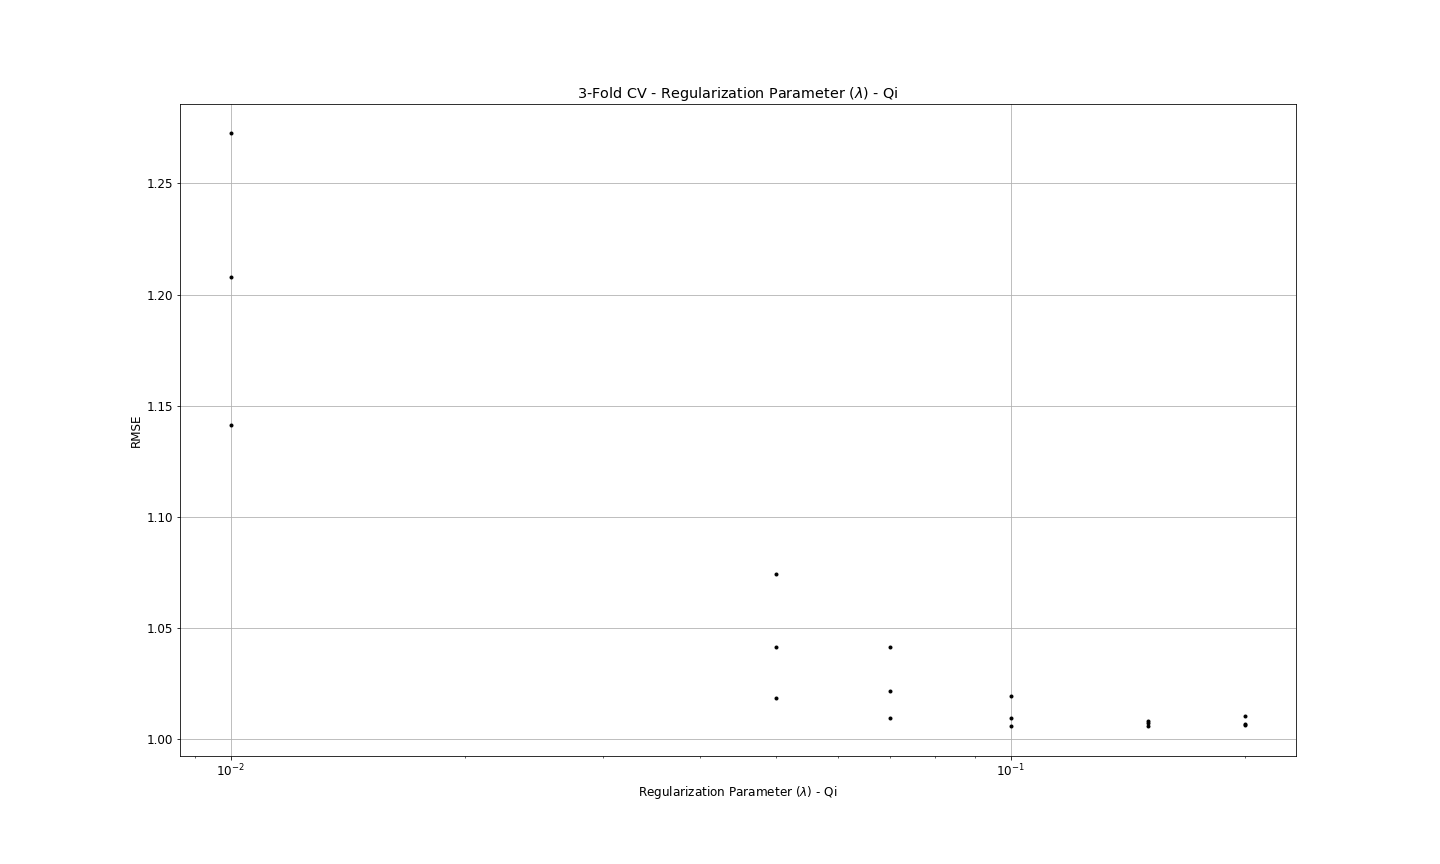 3-Fold CV - Regularization Parameter (λ) - Qi
1.25
1.20
1.15
1.10
1.05
1.00
RMSE
10⁻² 10⁻¹
Regularization Parameter (λ) - Qi